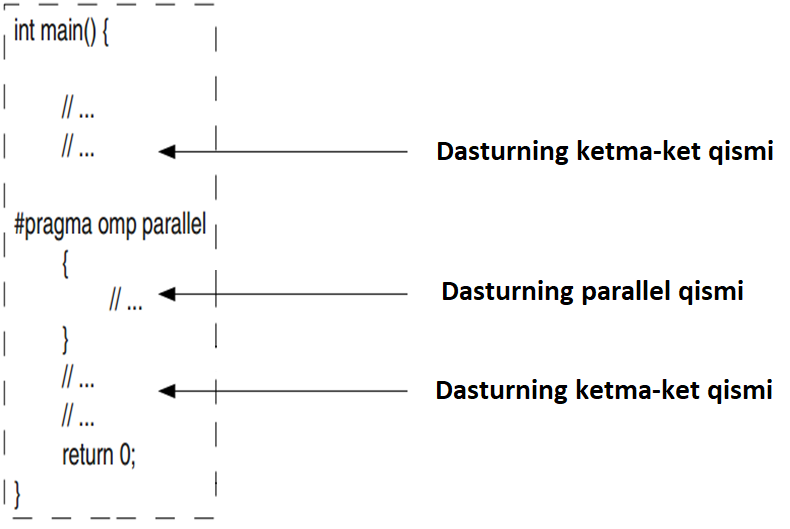 int main() {
// ...
// ...
Dasturning ketma-ket qismi
#pragma omp parallel
{
// ...
Dasturning parallel qismi
}
// ...
Dasturning ketma-ket qismi
// ...
return 0;
}